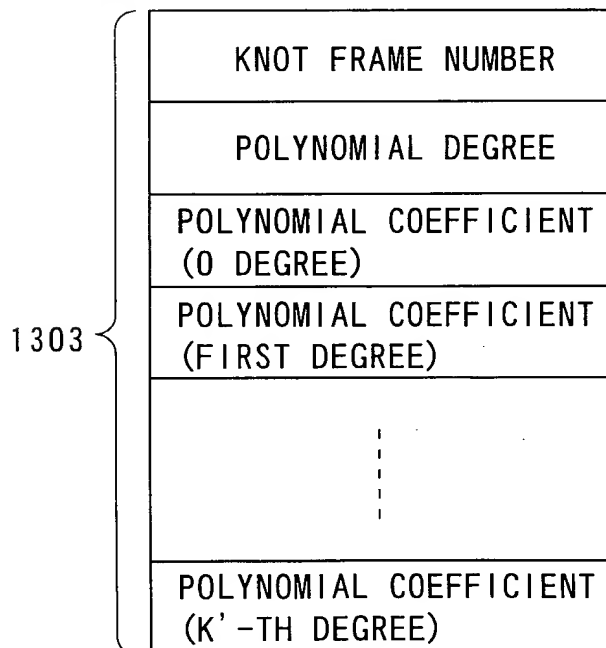 KNOT FRAME NUMBER
POLYNOMIAL DEGREE
POLYNOMIAL COEFFICIENT
(0 DEGREE)
POLYNOMIAL COEFFICIENT
(FIRST DEGREE)
1303
POLYNOMIAL COEFFICIENT
(K'-TH DEGREE)